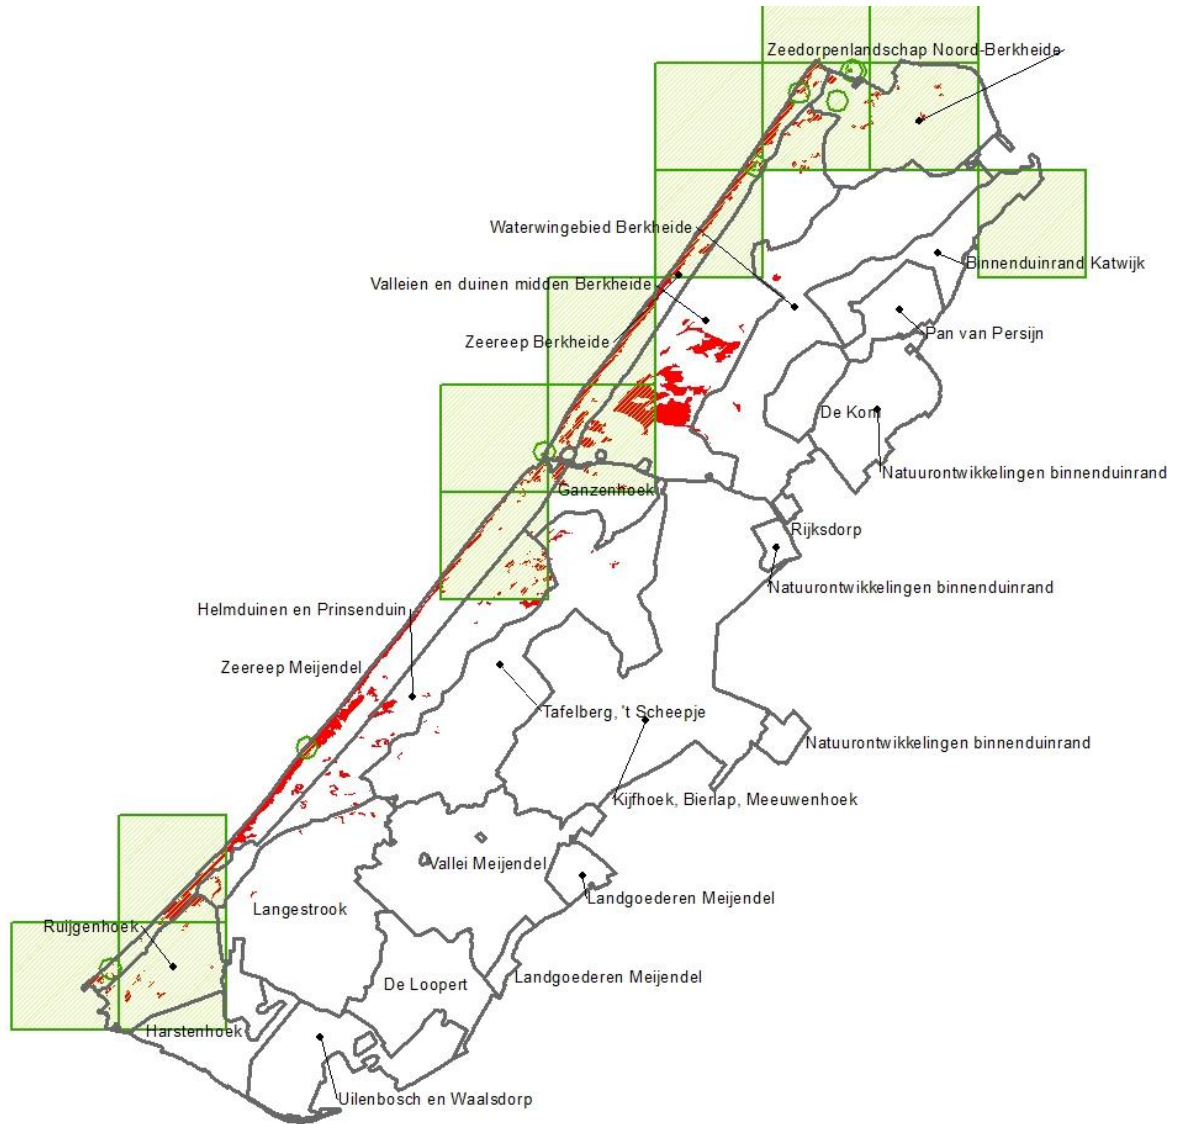 Zeedorpenlandschap Noord-Berkheide
Waterwingebied Berkheide
Binnenduinrand Katwijk
Valleien en duinen midden Berkheide
Pan van Persijn
Zeereep Berkheide
De Kom
Natuurontwikkelingen binnenduinrand
Ganzenhoek
Rijksdorp
Natuurontwikkelingen binnenduinrand
Helmduinen en Prinsenduin
Zeereep Meijendel
Tafelberg, 't Scheepje
Natuurontwikkelingen binnenduinrand
Kijfhoek, Bierlap, Meeuwenhoek
Vallei Meijendel
Landgoederen Meijendel
Langestrook
Ruijgenhoek
Landgoederen Meijendel
De Loopert
Harstenhoek
Uilenbosch en Waalsdorp